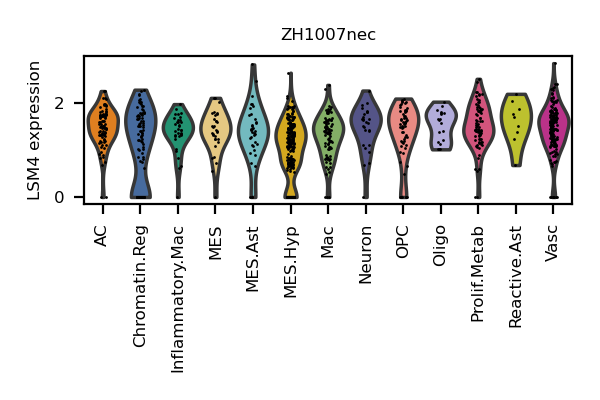 ZH1007nec
LSM4 expression
2
0
AC
Chromatin.Reg
Inflammatory.Mac
MES
MES.Ast
MES.Hyp
Mac
Neuron
OPC
Oligo
Prolif.Metab
Reactive.Ast
Vasc